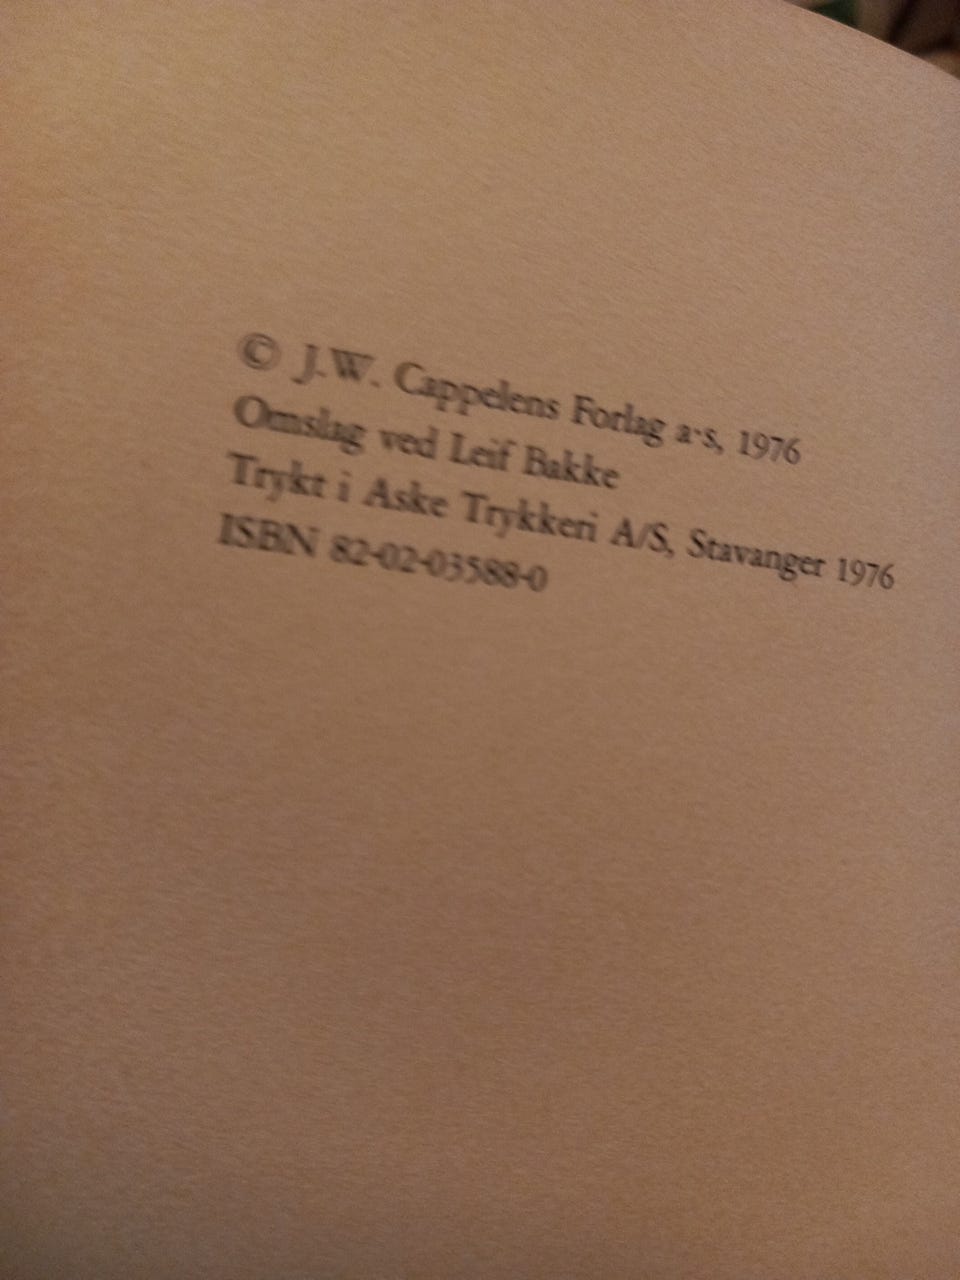 © J.W. Cappelens Forlag a·s, 1976
Omslag ved Leif Bakke
Trykt i Aske Trykkeri A/S, Stavanger 1976
ISBN 82-02-03588-0